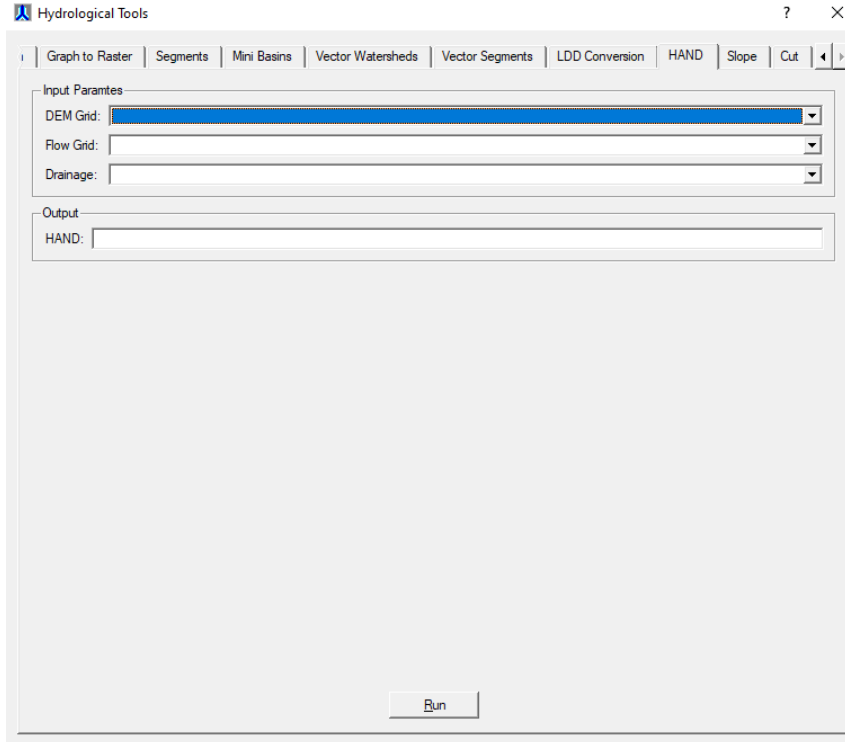 Hydrological Tools ? X
Graph to Raster Segments Mini Basins Vector Watersheds Vector Segments LDD Conversion HAND Slope Cut
Input Paramtes
DEM Grid:
Flow Grid:
Drainage:
Output
HAND:
Run